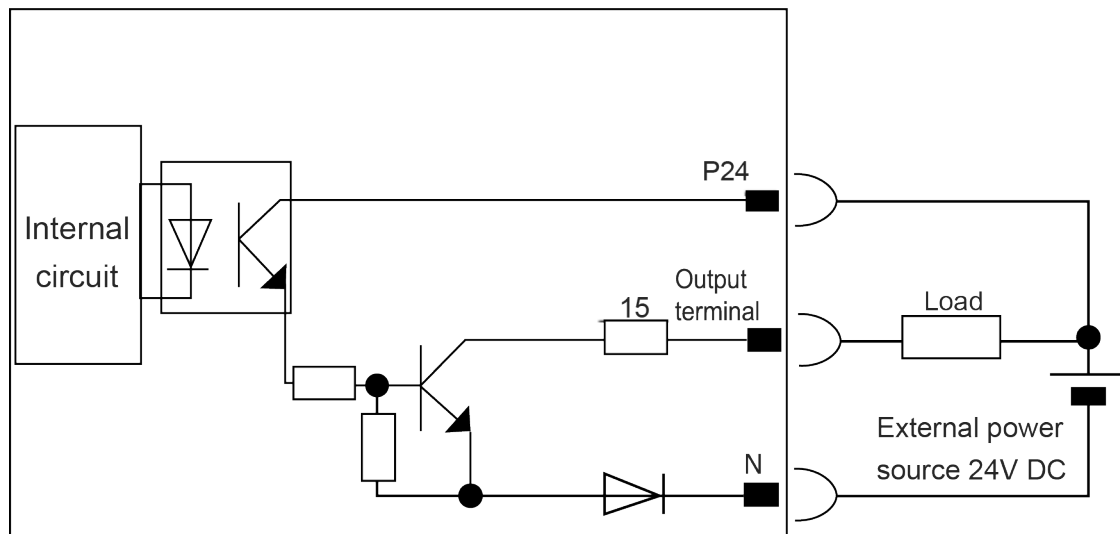 P24
Internal
circuit
Output
terminal
15
Load
External power
source 24V DC
N